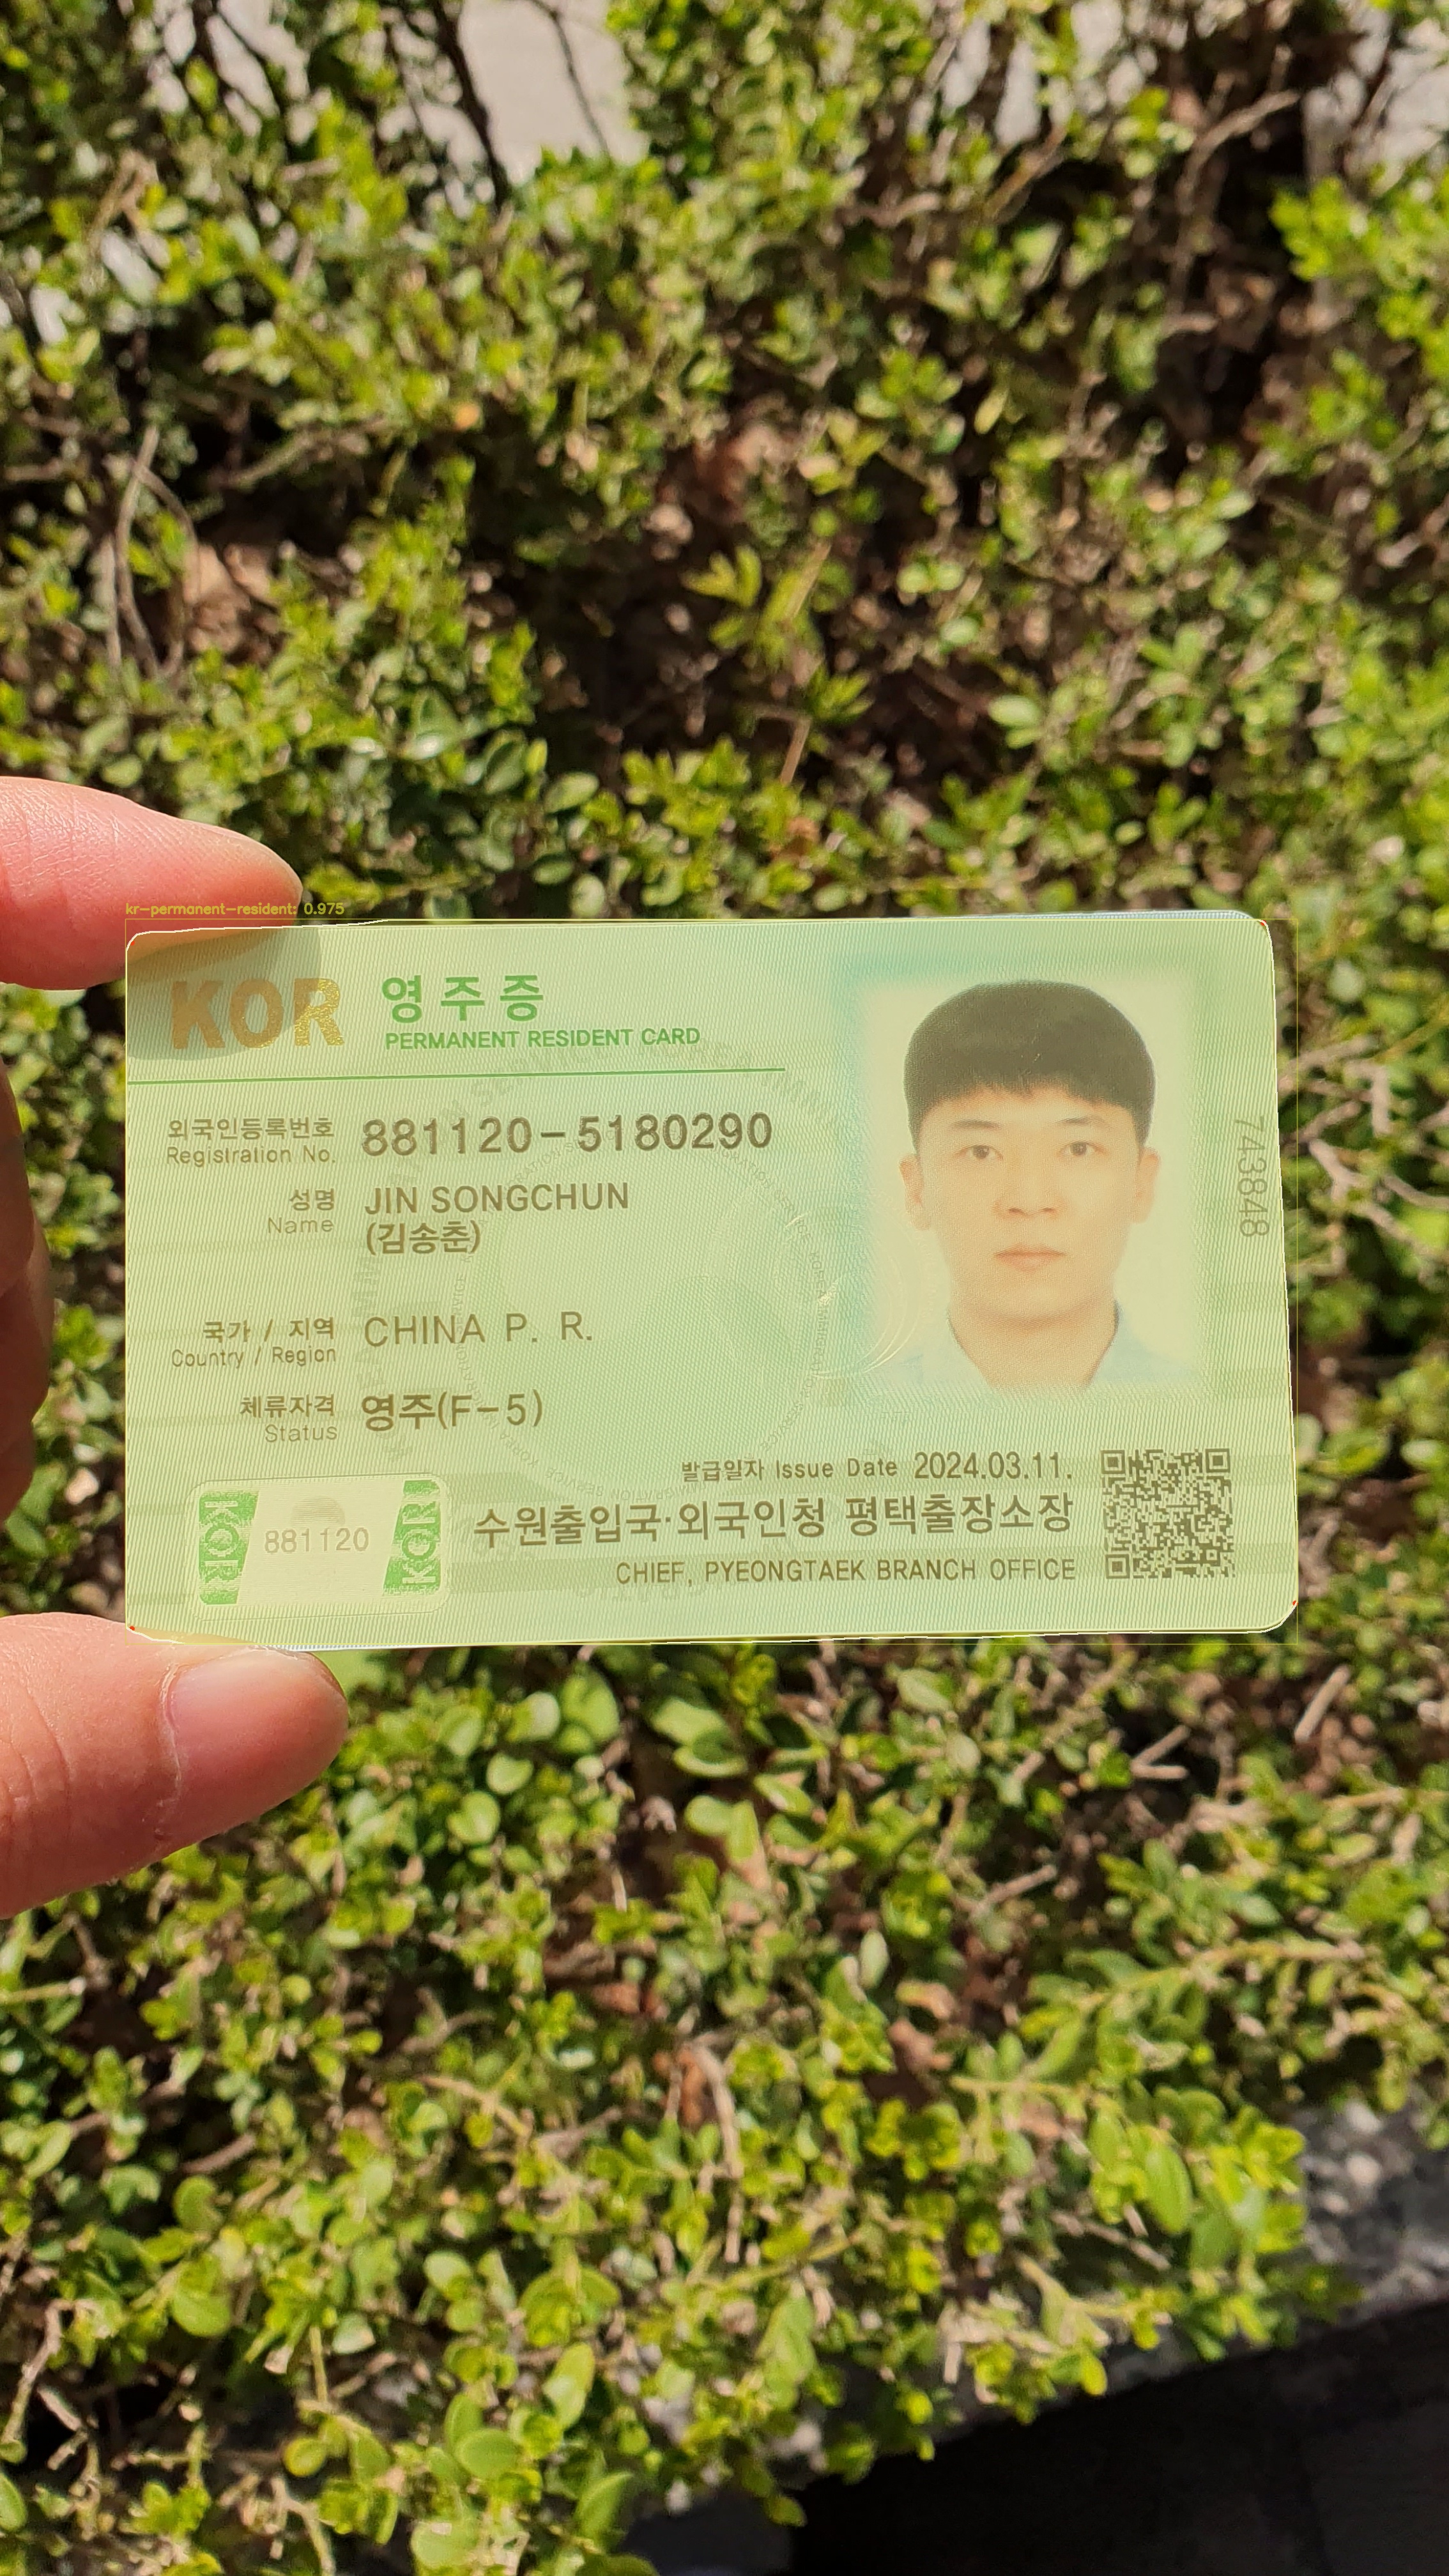 kr-permanent-resident: 0.975
KOR 영주증
PERMANENT RESIDENT CARD
외국인등록번호 881120-5180290
Registration No.
성명 JIN SONGCHUN
Name (김송춘)
국가 / 지역 CHINA P. R.
Country / Region
체류자격 영주(F-5)
Status
743848
발급일자 Issue Date 2024.03.11.
KOR 881120 KOR
수원출입국·외국인청 평택출장소장
CHIEF, PYEONGTAEK BRANCH OFFICE